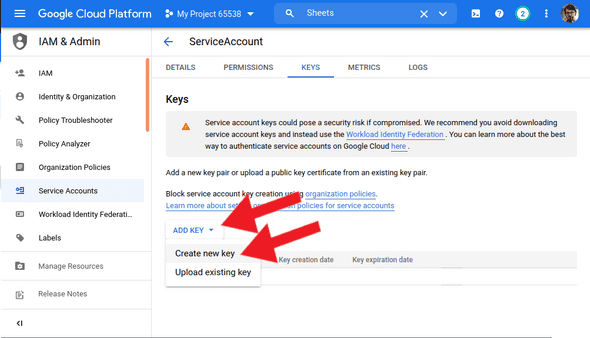 Google Cloud Platform
My Project 65538
Sheets
2
IAM & Admin
ServiceAccount
DETAILS
PERMISSIONS
KEYS
METRICS
LOGS
IAM
Identity & Organization
Policy Troubleshooter
Policy Analyzer
Organization Policies
Service Accounts
Workload Identity Federati...
Labels
Manage Resources
Release Notes
Keys
Service account keys could pose a security risk if compromised. We recommend you avoid downloading
service account keys and instead use the Workload Identity Federation . You can learn more about the best
way to authenticate service accounts on Google Cloud here .
Add a new key pair or upload a public key certificate from an existing key pair.
Block service account key creation using organization policies.
Learn more about policies for service accounts
ADD KEY
Create new key
Upload existing key
Key creation date
Key expiration date